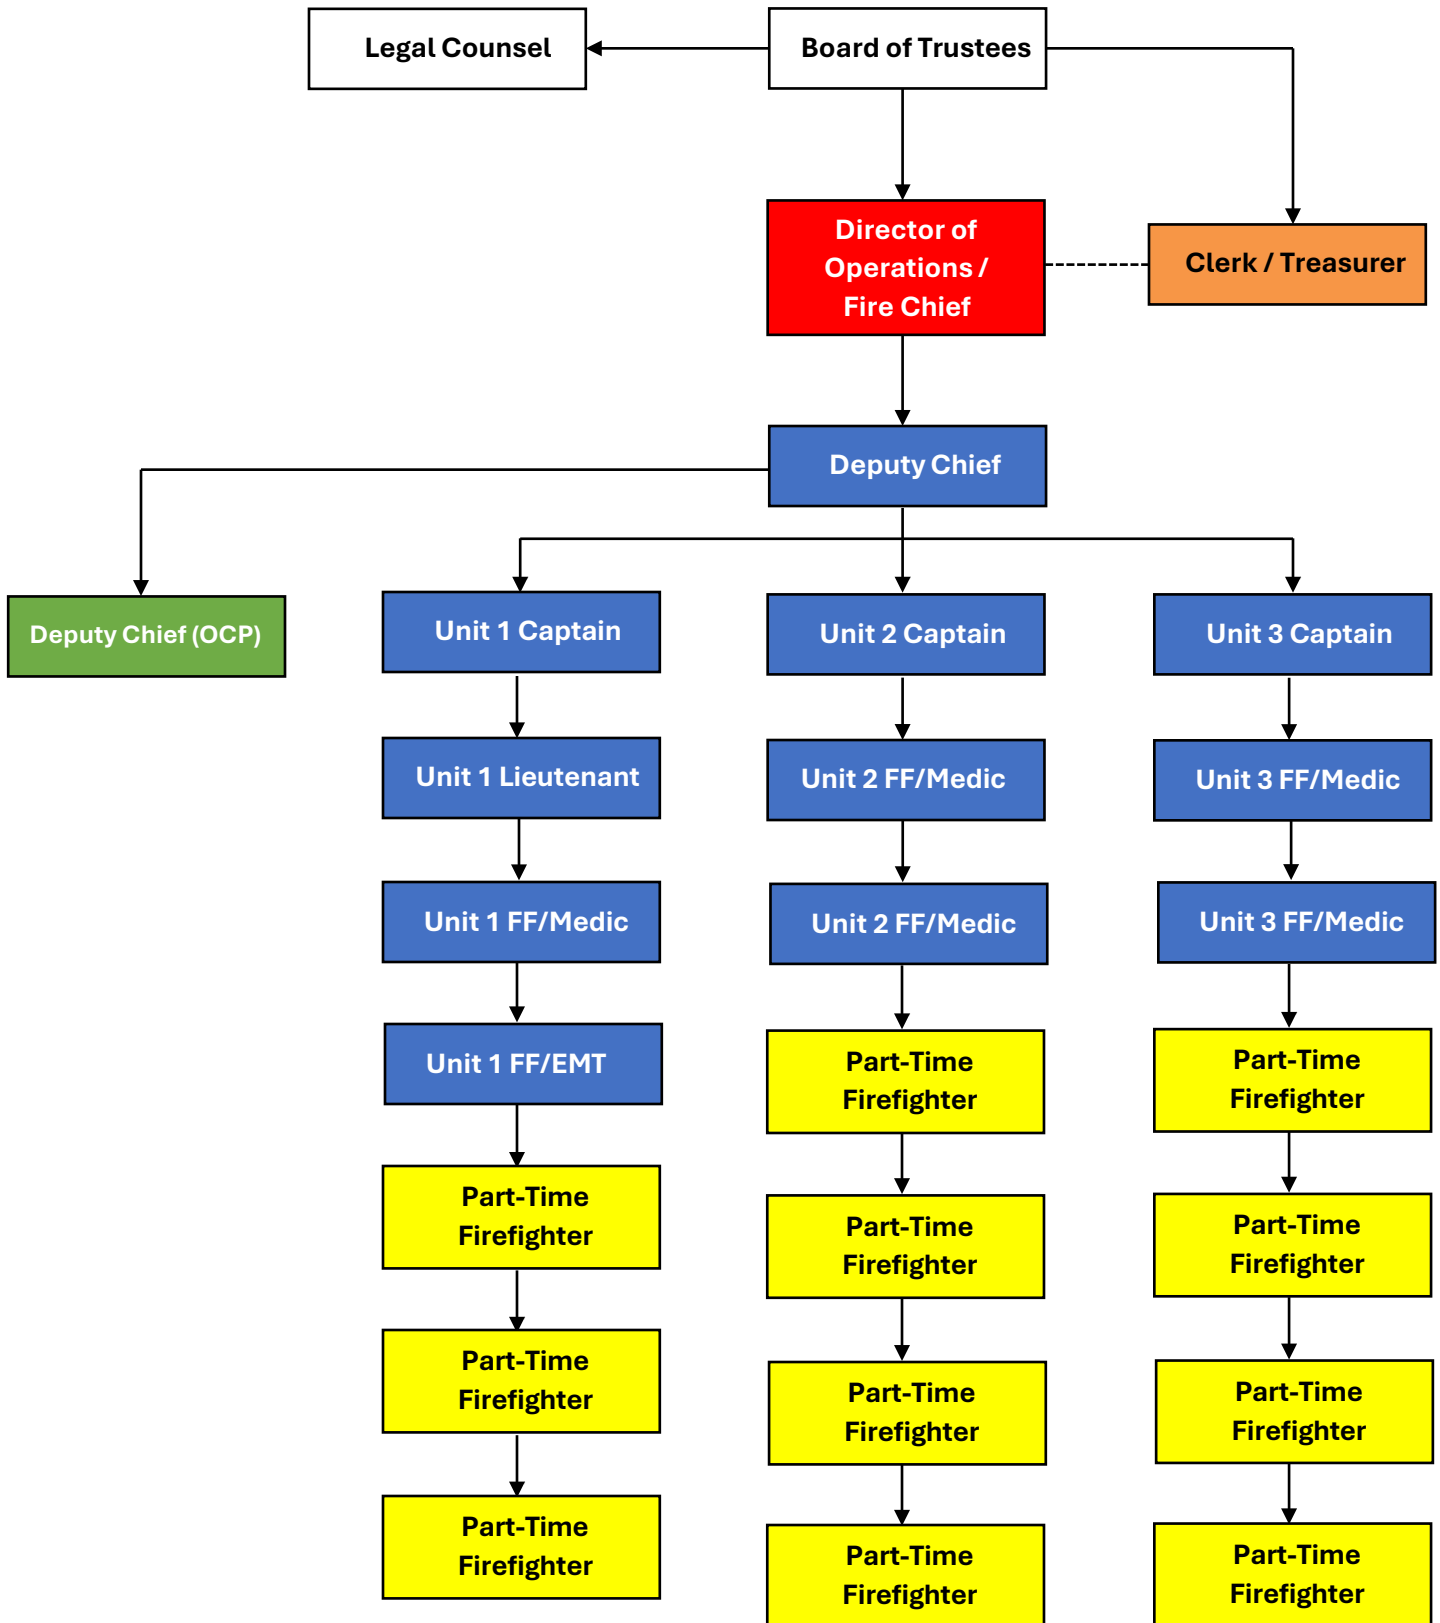 Legal Counsel
Board of Trustees
Director of
Operations /
Fire Chief
Clerk / Treasurer
Deputy Chief
Deputy Chief (OCP)
Unit 1 Captain
Unit 2 Captain
Unit 3 Captain
Unit 1 Lieutenant
Unit 2 FF/Medic
Unit 3 FF/Medic
Unit 1 FF/Medic
Unit 2 FF/Medic
Unit 3 FF/Medic
Unit 1 FF/EMT
Part-Time
Firefighter
Part-Time
Firefighter
Part-Time
Firefighter
Part-Time
Firefighter
Part-Time
Firefighter
Part-Time
Firefighter
Part-Time
Firefighter
Part-Time
Firefighter
Part-Time
Firefighter
Part-Time
Firefighter
Part-Time
Firefighter